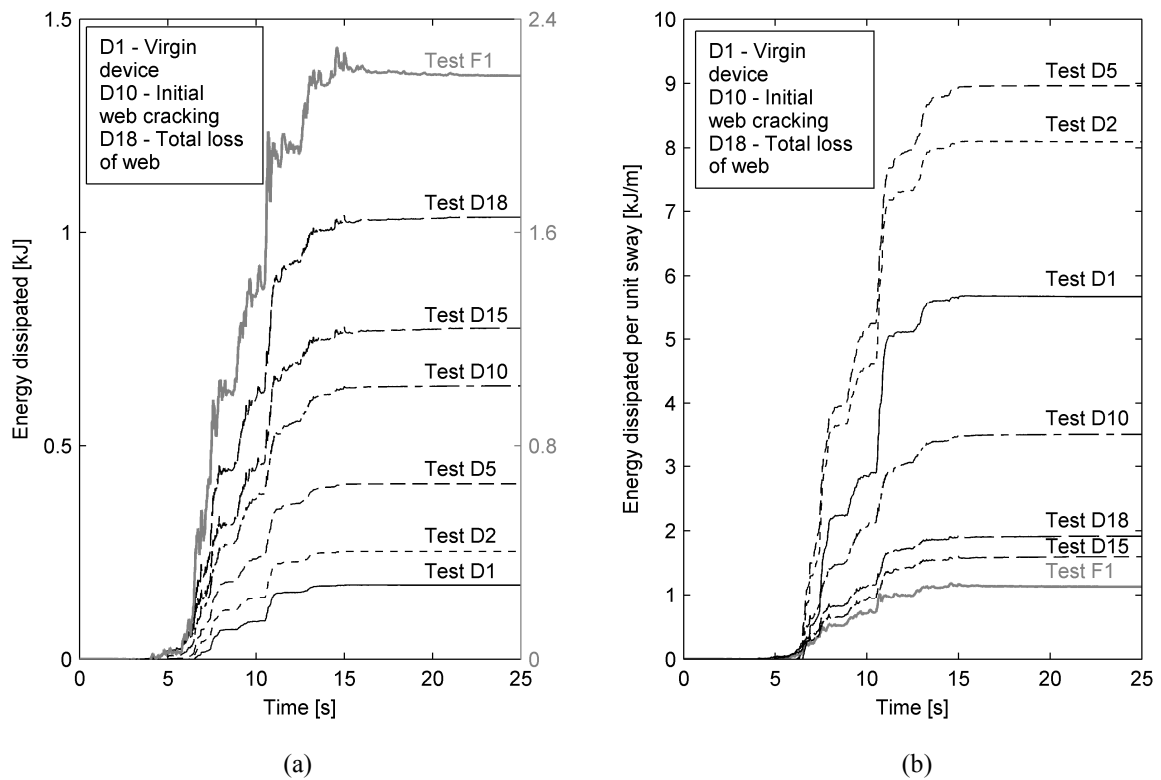 1.5
2.4
D1 - Virgin
device
D10 - Initial
web cracking
D18 - Total loss
of web
Test F1
Test D18
1
1.6
Test D15
Test D10
0.5
0.8
Test D5
Test D2
Test D1
0
0
Energy dissipated [kJ]
0 5 10 15 20 25
Time [s]
(a)
10
D1 - Virgin
device
D10 - Initial
web cracking
D18 - Total loss
of web
Test D5
9
Test D2
8
7
6
Test D1
5
4
Test D10
3
2
Test D18
Test D15
Test F1
1
0
Energy dissipated per unit sway [kJ/m]
0 5 10 15 20 25
Time [s]
(b)